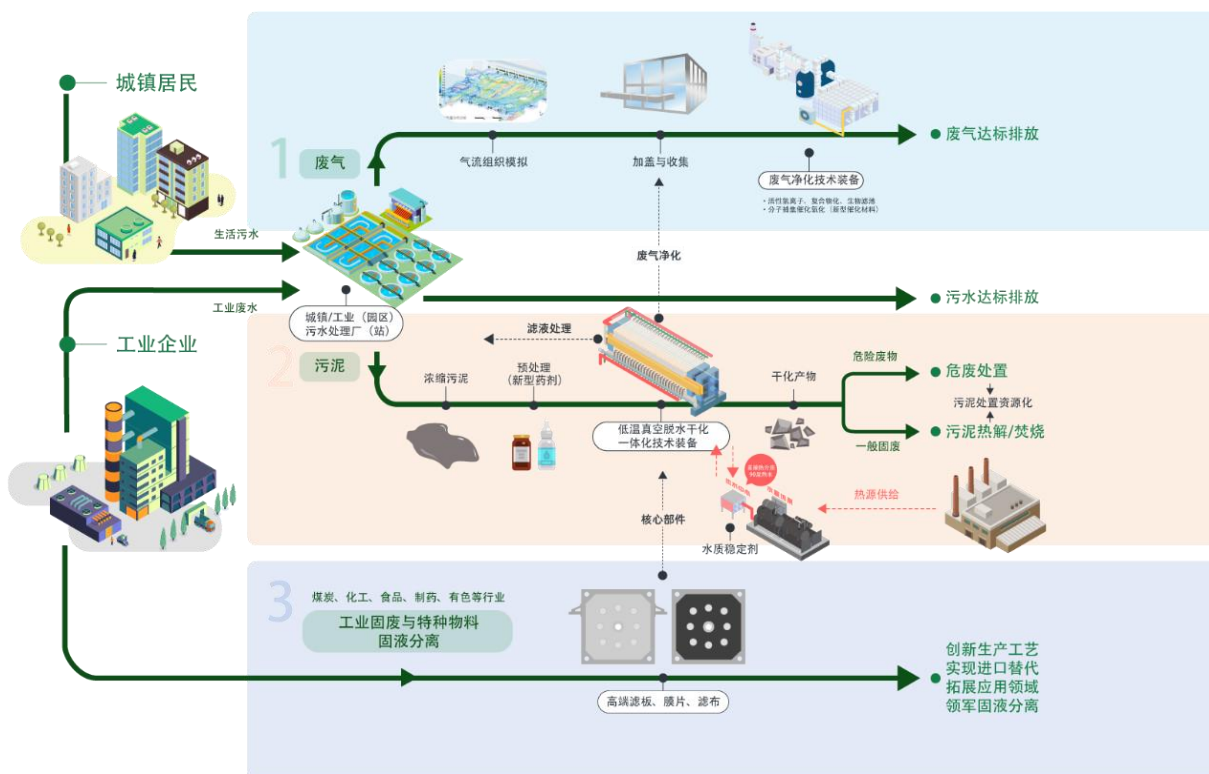 城镇居民
1
废气
气流组织模拟
加盖与收集
废气净化技术装备
废气达标排放
生活污水
废气净化
工业废水
城镇/工业（园区）
污水处理厂（站）
污水达标排放
工业企业
2
污泥
滤液处理
浓缩污泥
预处理
（新型药剂）
低温真空脱水干化
一体化技术装备
干化产物
危险废物
危废处置
污泥处置资源化
污泥热解/焚烧
一般固废
热源供给
核心部件
水质稳定剂
3
煤炭、化工、食品、制药、有色等行业
工业固废与特种物料
固液分离
高端滤板、膜片、滤布
创新生产工艺
实现进口替代
拓展应用领域
领军固液分离